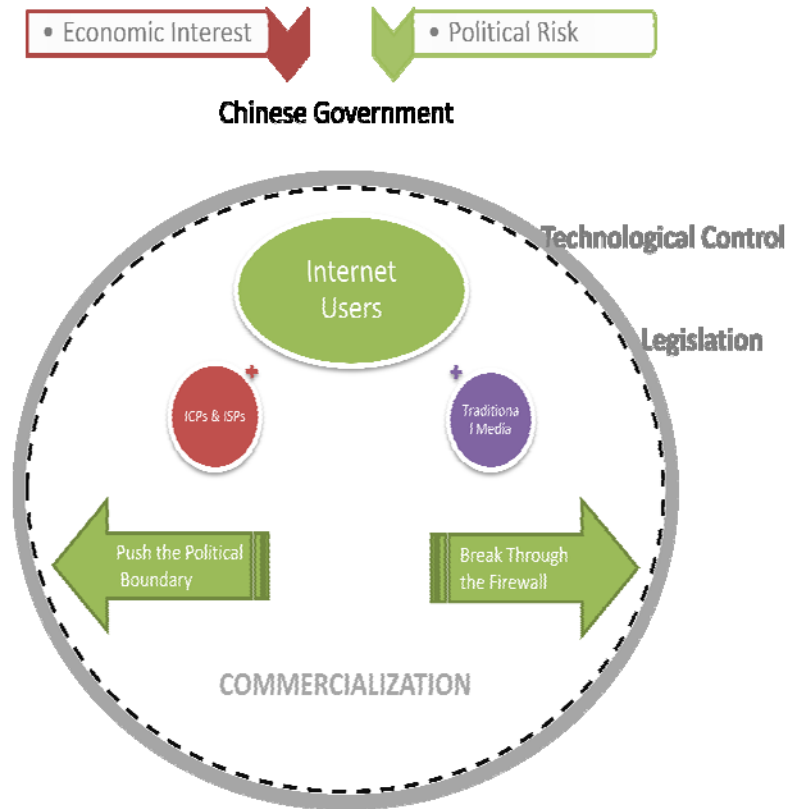 • Economic Interest
• Political Risk
Chinese Government
Technological Control
Internet
Users
Legislation
+
+
ICPs & ISPs
Traditiona
l Media
Push the Political
Boundary
Break Through
the Firewall
COMMERCIALIZATION